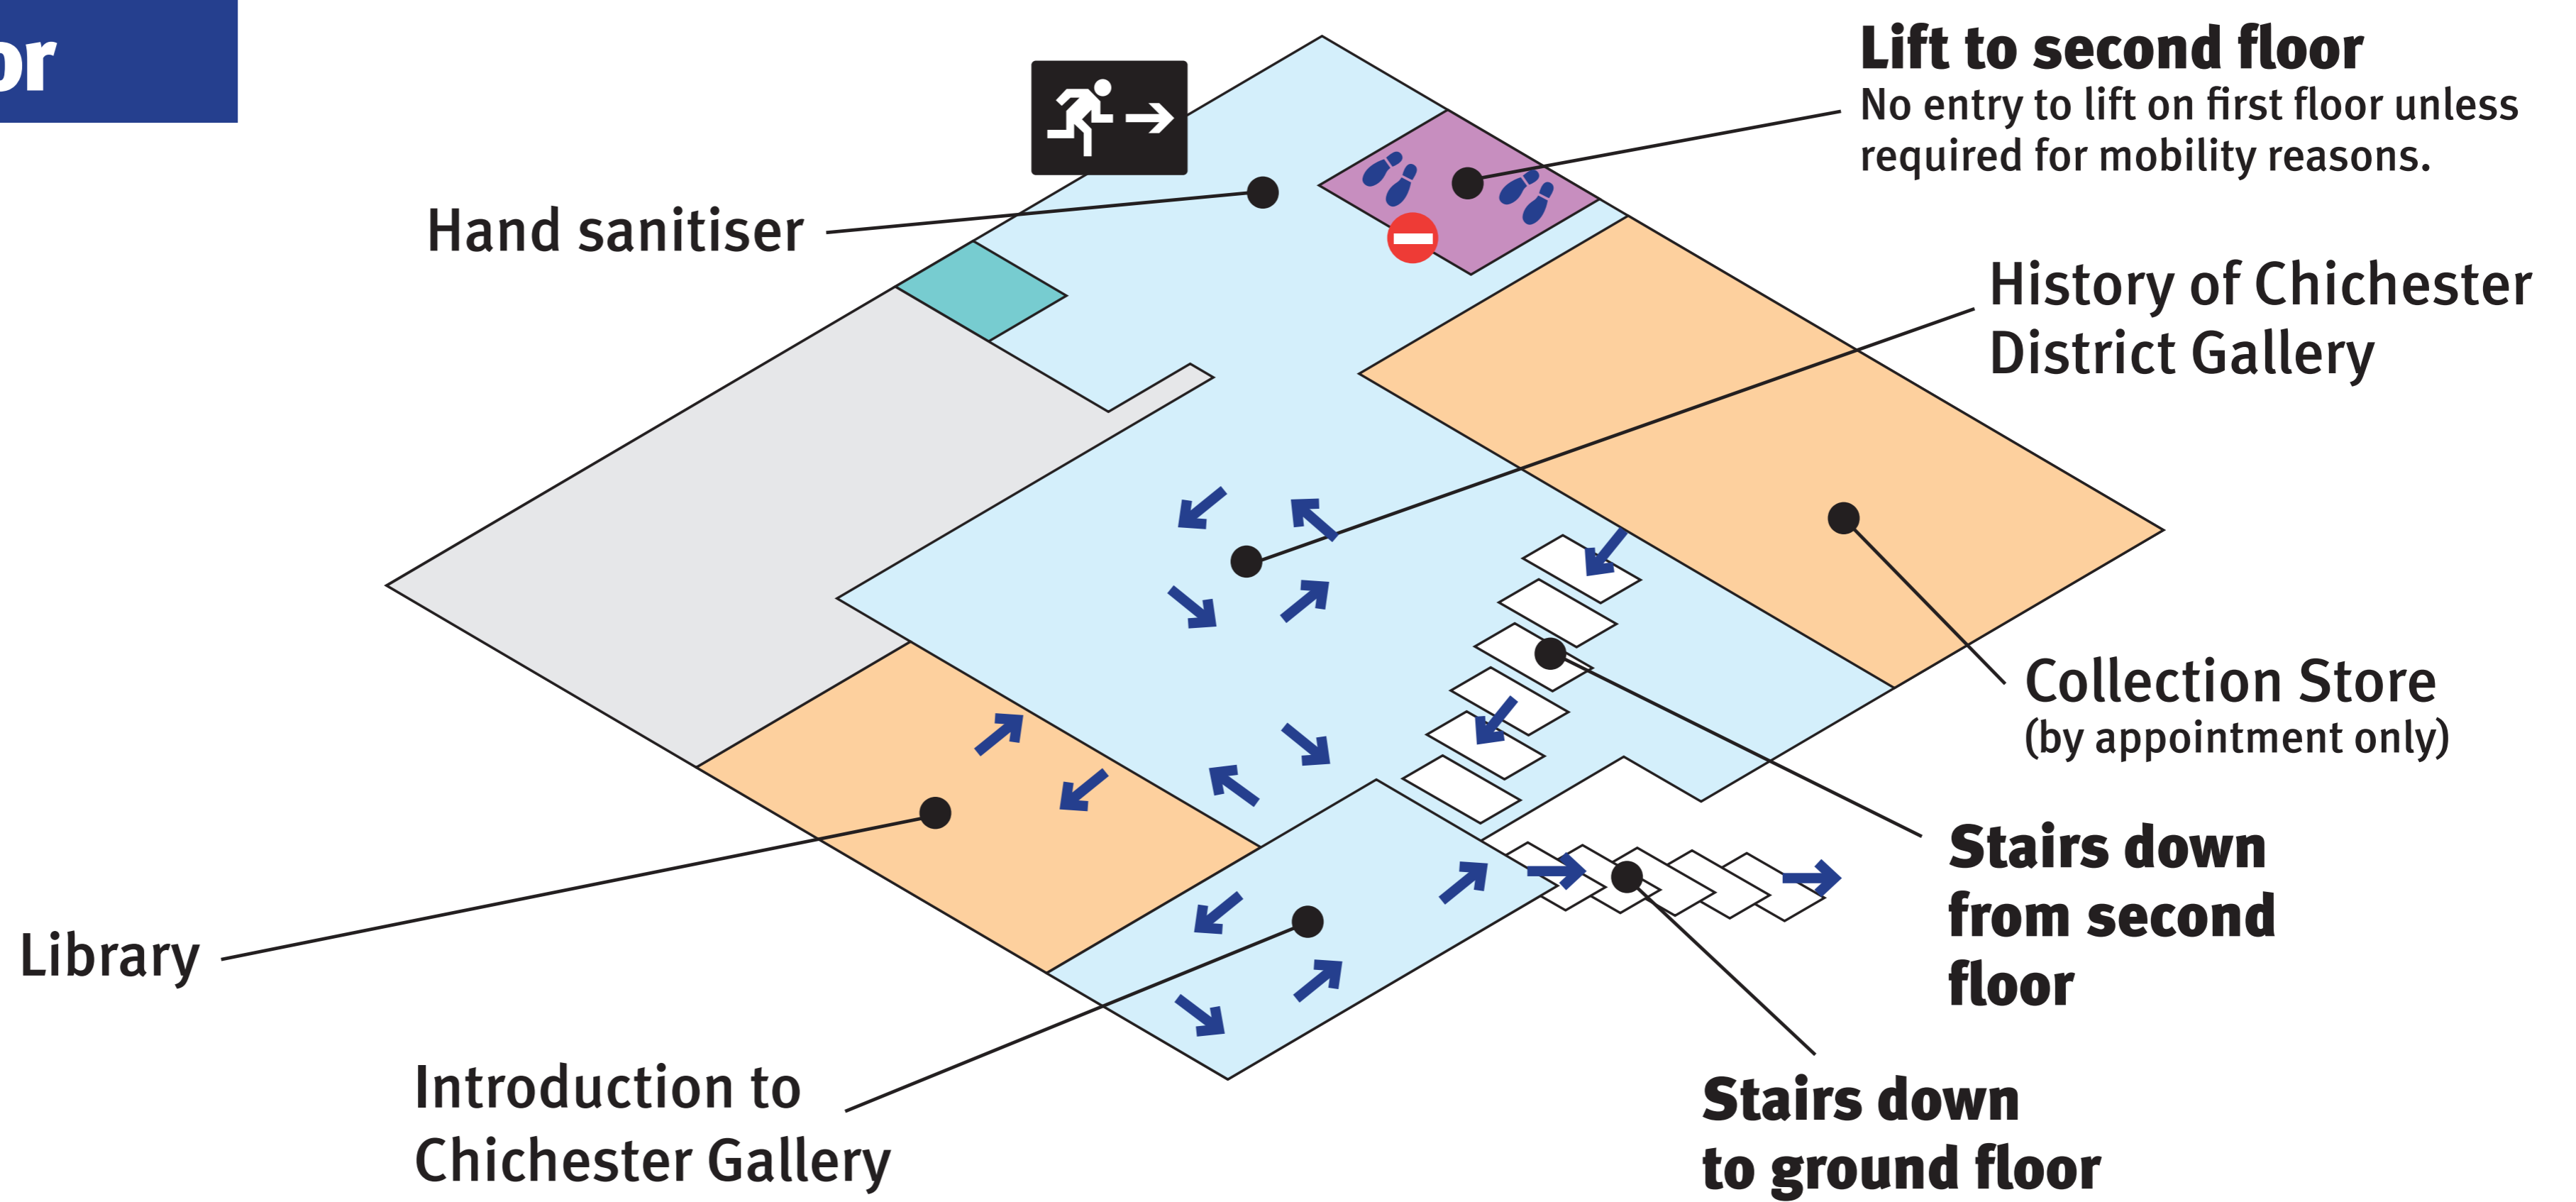 or
Lift to second floor
No entry to lift on first floor unless
required for mobility reasons.
Hand sanitiser
History of Chichester
District Gallery
Collection Store
(by appointment only)
Stairs down
from second
floor
Library
Introduction to
Chichester Gallery
Stairs down
to ground floor